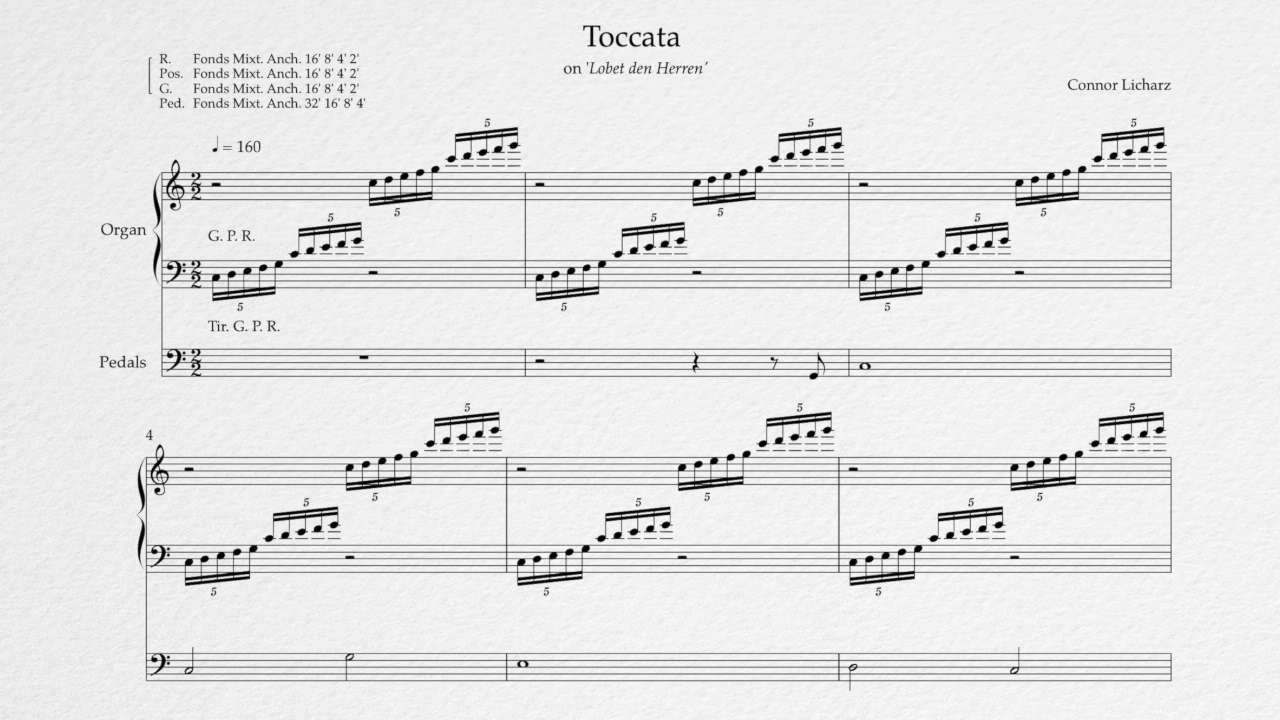 Toccata
on 'Lobet den Herren'
R. Fonds Mixt. Anch. 16' 8' 4' 2'
Pos. Fonds Mixt. Anch. 16' 8' 4' 2'
G. Fonds Mixt. Anch. 16' 8' 4' 2'
Ped. Fonds Mixt. Anch. 32' 16' 8' 4'
Connor Licharz
♩ = 160
5 5 5
5 5 5
Organ
G. P. R.
5 5 5
5 5 5
Tir. G. P. R.
Pedals
4
5 5 5
5 5 5
5 5 5
5 5 5